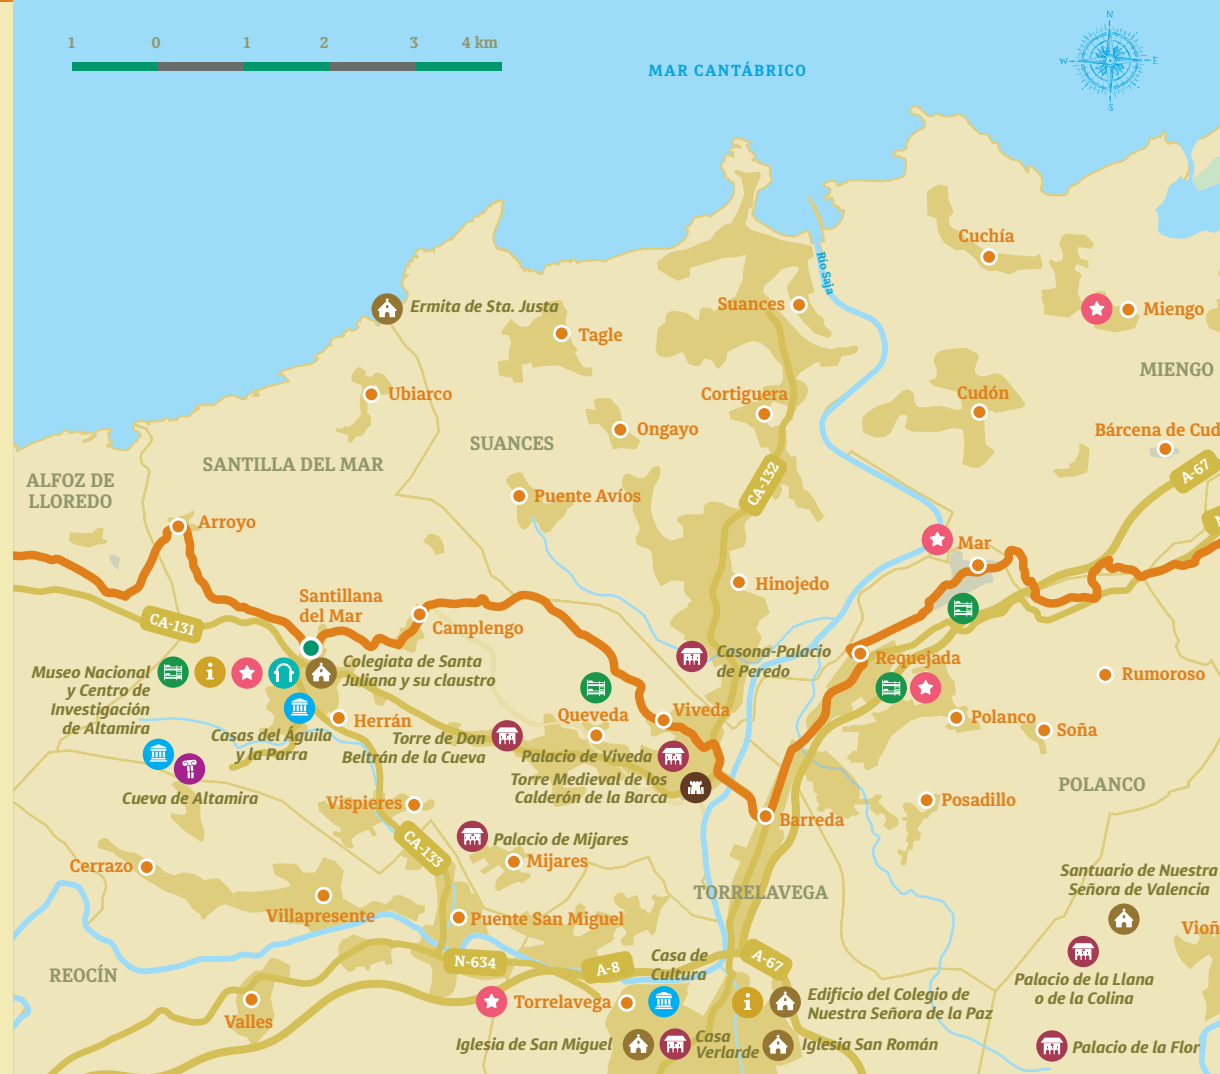 1 0 1 2 3 4 km
MAR CANTÁBRICO
N
W
E
S
Río Saja
Cuchía
Suances
Miengo
Ermita de Sta. Justa
Tagle
MIENGO
Ubiarco
Cortiguera
Cudón
Ongayo
SUANCES
Bárcena de Cud
SANTILLA DEL MAR
ALFOZ DE
LLOREDO
CA-132
A-67
Puente Avíos
Arroyo
Mar
Hinojedo
Santillana
del Mar
CA-131
Camplengo
Casona-Palacio
de Peredo
Requejada
Colegiata de Santa
Juliana y su claustro
Museo Nacional
y Centro de
Investigación
de Altamira
Rumoroso
Queveda
Viveda
Polanco
Soña
Herrán
Casas del Águila
y la Parra
Torre de Don
Beltrán de la Cueva
Palacio de Viveda
Torre Medieval de los
Calderón de la Barca
POLANCO
Cueva de Altamira
Vispieres
Posadillo
Barreda
CA-133
Palacio de Mijares
Mijares
Cerrazo
Santuario de Nuestra
Señora de Valencia
TORRELAVEGA
Villapresente
Puente San Miguel
Vioñ
REOCÍN
N-634
A-8
Casa de
Cultura
A-67
Palacio de la Llana
o de la Colina
Valles
Torrelavega
Edificio del Colegio de
Nuestra Señora de la Paz
Iglesia de San Miguel
Casa
Verlarde
Iglesia San Román
Palacio de la Flor